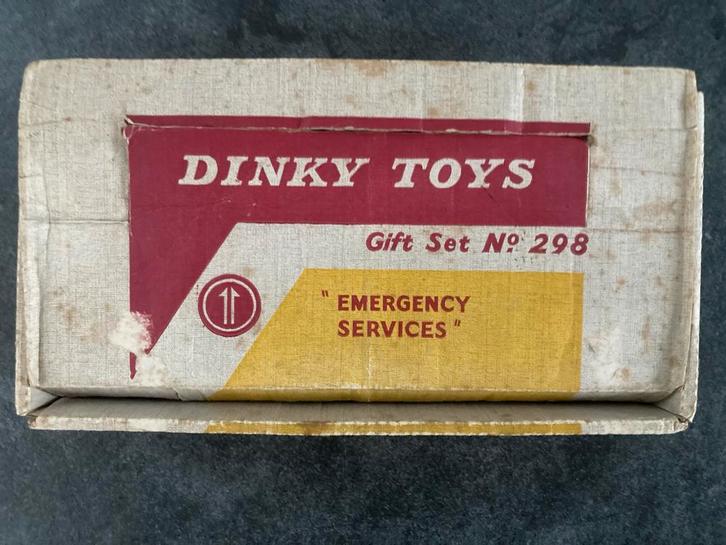 DINKY TOYS
Gift Set Nº 298
"EMERGENCY
SERVICES"